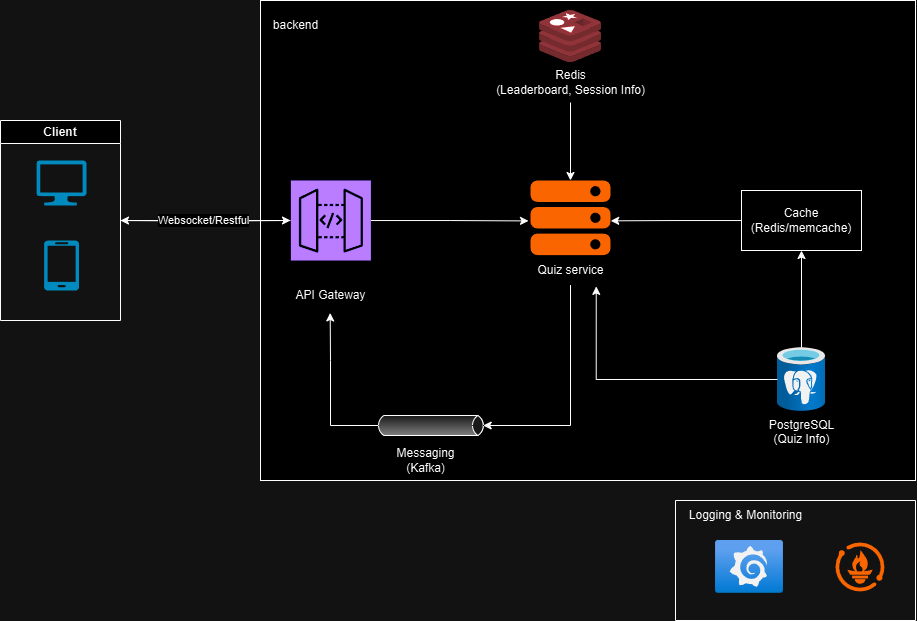 backend
Redis
(Leaderboard, Session Info)
Client
Websocket/Restful
</>
Quiz service
Cache
(Redis/memcache)
API Gateway
PostgreSQL
(Quiz Info)
Messaging
(Kafka)
Logging & Monitoring